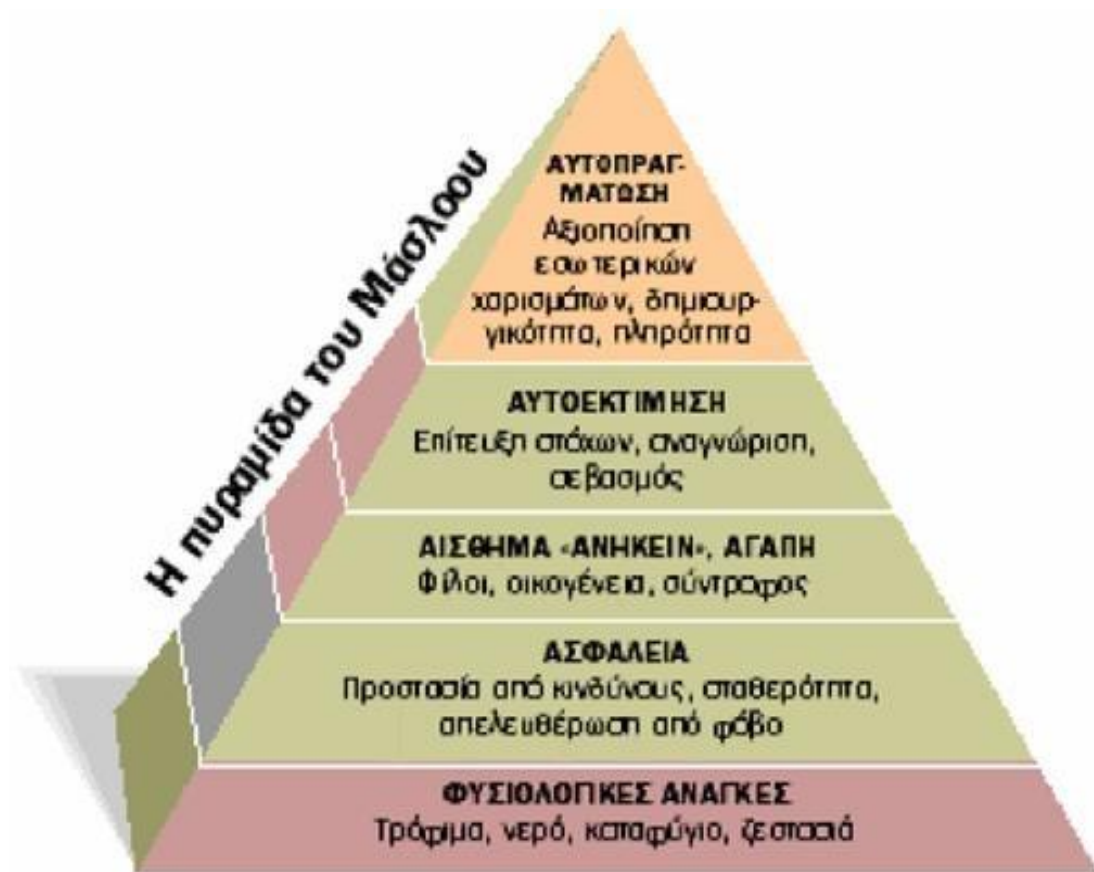 Η πυραμίδα του Μάσλοου
ΑΥΤΟΠΡΑΓ-
ΜΑΤΩΣΗ
Αξιοποίηση
εσωτερικών
χαρισμάτων, δημιουρ-
γικότητα, πληρότητα
ΑΥΤΟΕΚΤΙΜΗΣΗ
Επίτευξη στόχων, αναγνώριση,
σεβασμός
ΑΙΣΘΗΜΑ «ΑΝΗΚΕΙΝ», ΑΓΑΠΗ
Φίλοι, οικογένεια, σύντροφος
ΑΣΦΑΛΕΙΑ
Προστασία από κινδύνους, σταθερότητα,
απελευθέρωση από φόβο
ΦΥΣΙΟΛΟΓΙΚΕΣ ΑΝΑΓΚΕΣ
Τρόφιμα, νερό, καταφύγιο, ζεστασιά